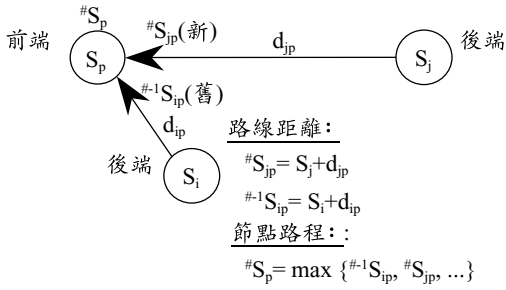 #Sp
前端
Sp
#Sjp(新)
djp
後端
Sj
#-1Sip(舊)
dip
後端
Si
路線距離：
#Sjp= Sj+djp
#-1Sip= Si+dip
節點路程：:
#Sp= max {#-1Sip, #Sjp, ...}